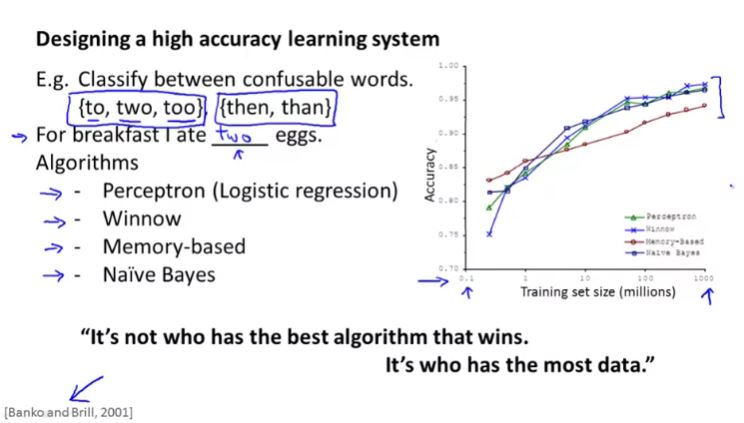 Designing a high accuracy learning system
E.g. Classify between confusable words.
{to, two, too}, {then, than}
For breakfast I ate two eggs.
Algorithms
- Perceptron (Logistic regression)
- Winnow
- Memory-based
- Naïve Bayes
1.00
0.95
0.90
0.85
0.80
0.75
0.70
Accuracy
0.1 1 10 100 1000
Training set size (millions)
Perceptron
Winnow
Memory-Based
Naive Bayes
“It's not who has the best algorithm that wins.
It's who has the most data.”
[Banko and Brill, 2001]